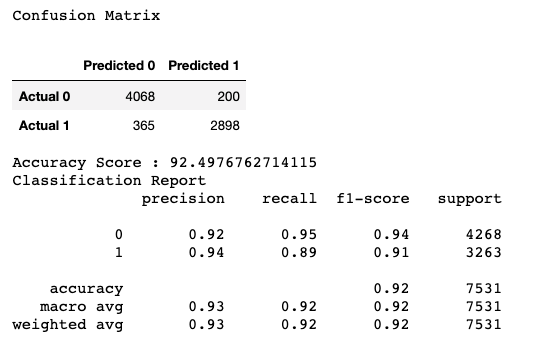 Confusion Matrix
Predicted 0 Predicted 1
Actual 0 4068 200
Actual 1 365 2898
Accuracy Score : 92.4976762714115
Classification Report
precision recall f1-score support
0 0.92 0.95 0.94 4268
1 0.94 0.89 0.91 3263
accuracy 0.92 7531
macro avg 0.93 0.92 0.92 7531
weighted avg 0.93 0.92 0.92 7531